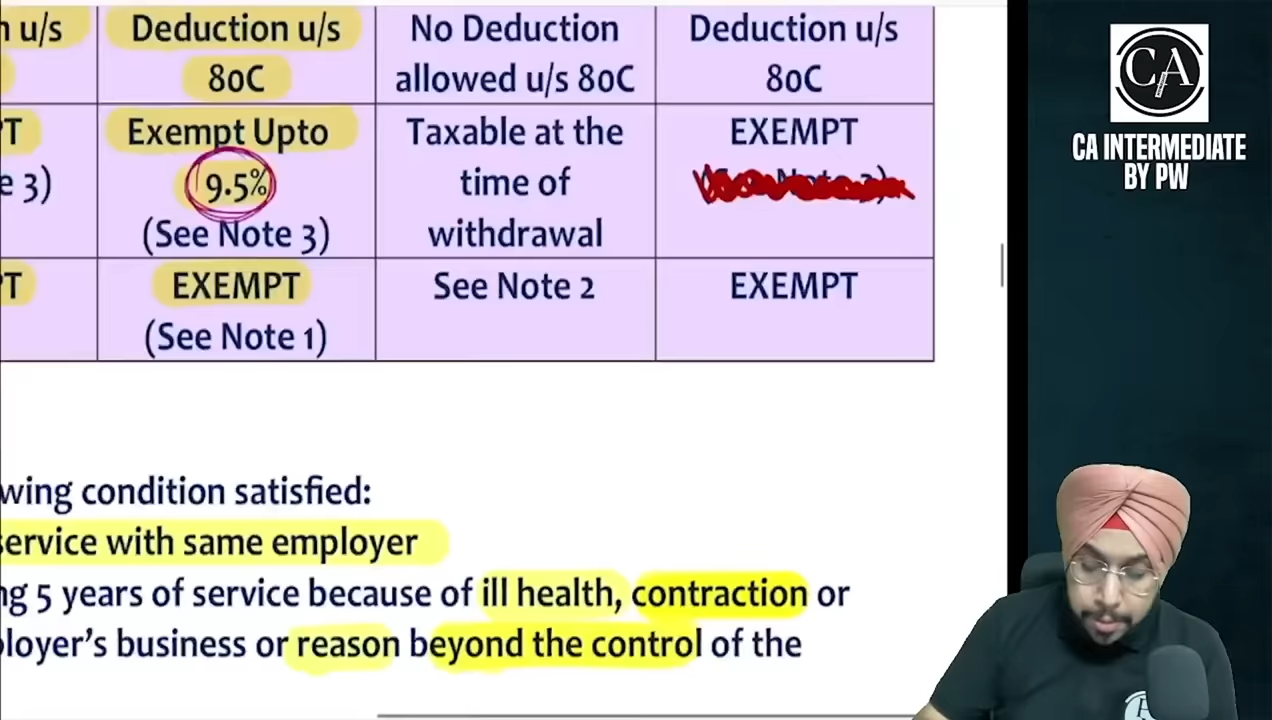 n u/s
Deduction u/s
80C
No Deduction
allowed u/s 80C
Deduction u/s
80C
PT
e 3)
Exempt Upto
9.5%
(See Note 3)
Taxable at the
time of
withdrawal
EXEMPT
PT
EXEMPT
(See Note 1)
See Note 2
EXEMPT
wing condition satisfied:
service with same employer
ng 5 years of service because of ill health, contraction or
ployer's business or reason beyond the control of the
CA
CA INTERMEDIATE
BY PW